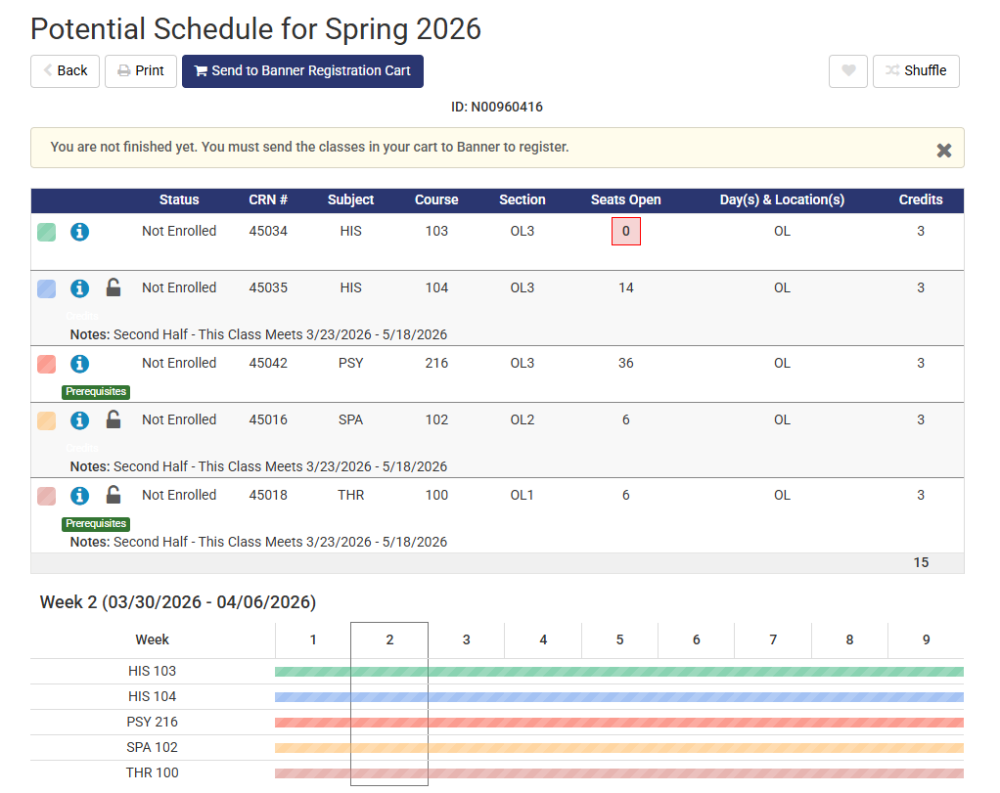 Potential Schedule for Spring 2026
Back Print Send to Banner Registration Cart Shuffle
ID: N00960416
You are not finished yet. You must send the classes in your cart to Banner to register.
Status CRN # Subject Course Section Seats Open Day(s) & Location(s) Credits
Not Enrolled 45034 HIS 103 OL3 0 OL 3
Not Enrolled 45035 HIS 104 OL3 14 OL 3
Credits
Notes: Second Half - This Class Meets 3/23/2026 - 5/18/2026
Not Enrolled 45042 PSY 216 OL3 36 OL 3
Prerequisites
Not Enrolled 45016 SPA 102 OL2 6 OL 3
Credits
Notes: Second Half - This Class Meets 3/23/2026 - 5/18/2026
Not Enrolled 45018 THR 100 OL1 6 OL 3
Prerequisites
Notes: Second Half - This Class Meets 3/23/2026 - 5/18/2026
15
Week 2 (03/30/2026 - 04/06/2026)
Week 1 2 3 4 5 6 7 8 9
HIS 103
HIS 104
PSY 216
SPA 102
THR 100